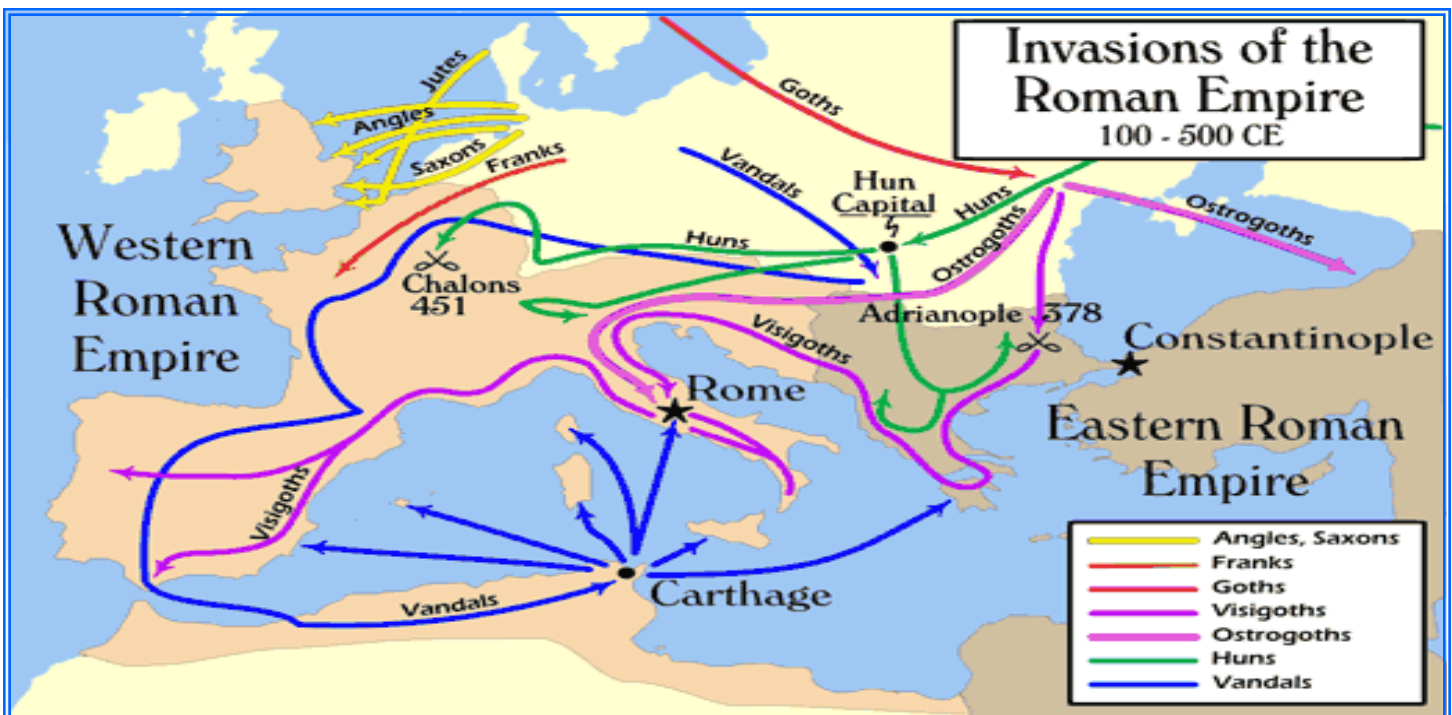 Invasions of the
Roman Empire
100 - 500 CE
Jutes
Angles
Saxons
Franks
Goths
Vandals
Hun
Capital
Huns
Ostrogoths
Ostrogoths
Huns
Western
Roman
Empire
Chalons
451
Adrianople 378
Visigoths
Constantinople
Rome
Eastern Roman
Empire
Visigoths
Carthage
Vandals
Angles, Saxons
Franks
Goths
Visigoths
Ostrogoths
Huns
Vandals